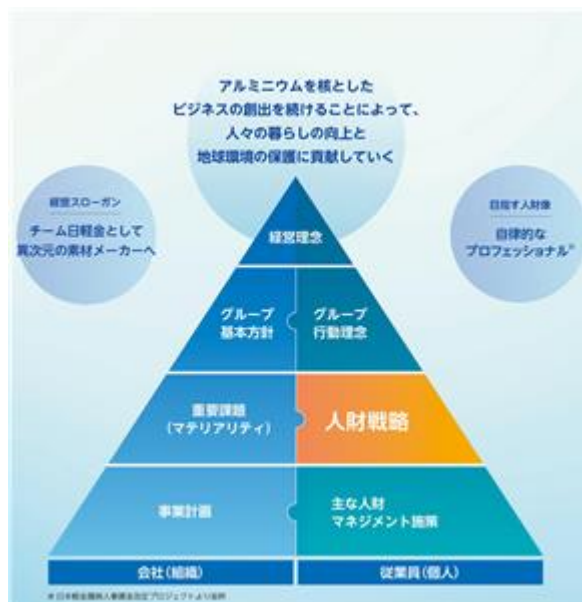 アルミニウムを核とした
ビジネスの創出を続けることによって、
人々の暮らしの向上と
地球環境の保護に貢献していく
経営スローガン
チーム日軽金として
異次元の素材メーカーへ
目指す人財像
自律的な
プロフェッショナル※
経営理念
グループ
基本方針
グループ
行動理念
重要課題
(マテリアリティ)
人財戦略
事業計画
主な人財
マネジメント施策
会社(組織)
従業員(個人)